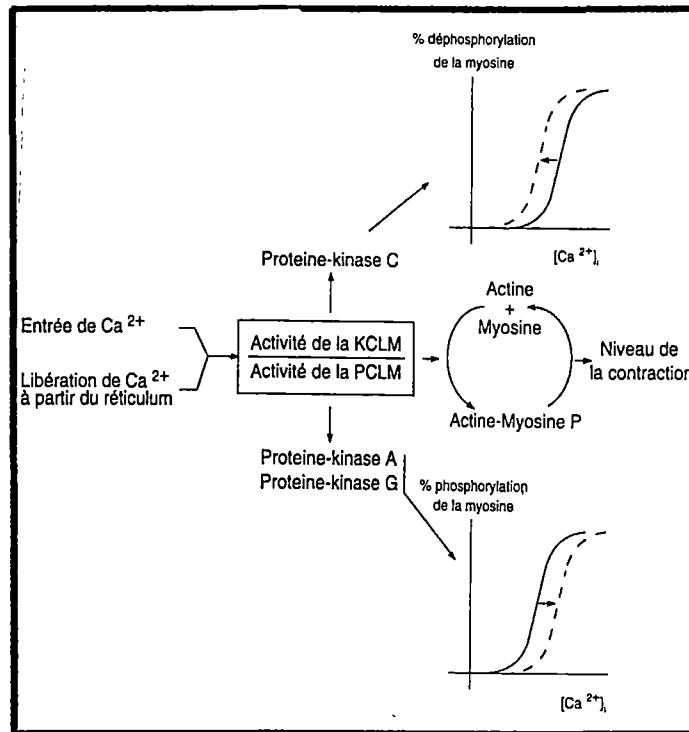 % déphosphorylation
de la myosine
[Ca 2+]i
Proteine-kinase C
Entrée de Ca 2+
Libération de Ca 2+
à partir du réticulum
Activité de la KCLM
Activité de la PCLM
Actine
+
Myosine
Actine-Myosine P
Niveau de
la contraction
Proteine-kinase A
Proteine-kinase G
% phosphorylation
de la myosine
[Ca 2+]i